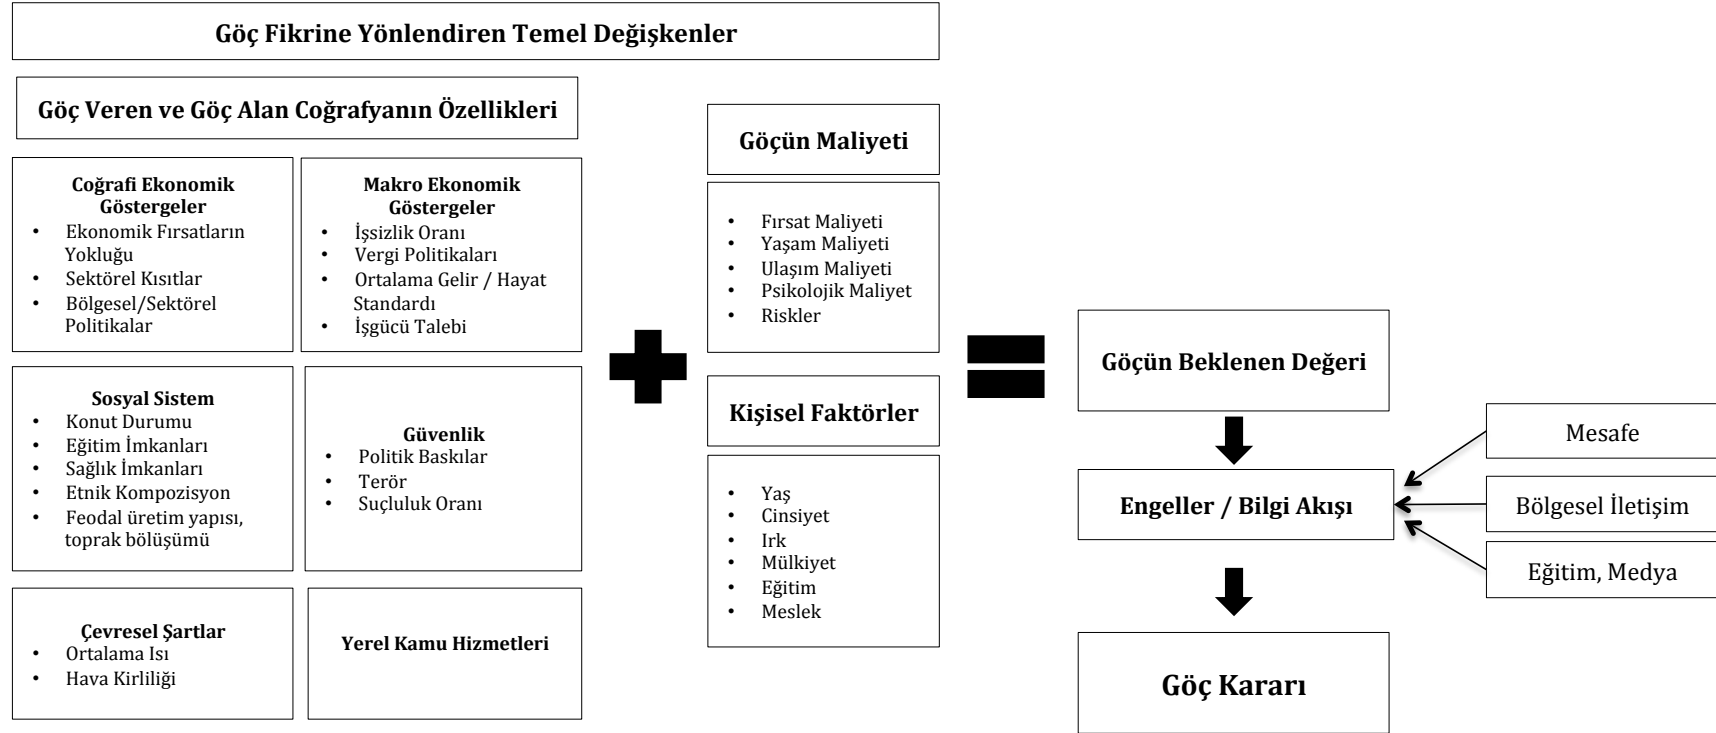 Göç Fikrine Yönlendiren Temel Değişkenler
Göç Veren ve Göç Alan Coğrafyanın Özellikleri
Coğrafi Ekonomik
Göstergeler
• Ekonomik Fırsatların
Yokluğu
• Sektörel Kısıtlar
• Bölgesel/Sektörel
Politikalar
Makro Ekonomik
Göstergeler
• İşsizlik Oranı
• Vergi Politikaları
• Ortalama Gelir / Hayat
Standardı
• İşgücü Talebi
Sosyal Sistem
• Konut Durumu
• Eğitim İmkanları
• Sağlık İmkanları
• Etnik Kompozisyon
• Feodal üretim yapısı,
toprak bölüşümü
Güvenlik
• Politik Baskılar
• Terör
• Suçluluk Oranı
Çevresel Şartlar
• Ortalama Isı
• Hava Kirliliği
Yerel Kamu Hizmetleri
Göçün Maliyeti
• Fırsat Maliyeti
• Yaşam Maliyeti
• Ulaşım Maliyeti
• Psikolojik Maliyet
• Riskler
Kişisel Faktörler
• Yaş
• Cinsiyet
• Irk
• Mülkiyet
• Eğitim
• Meslek
Göçün Beklenen Değeri
Engeller / Bilgi Akışı
Mesafe
Bölgesel İletişim
Eğitim, Medya
Göç Kararı